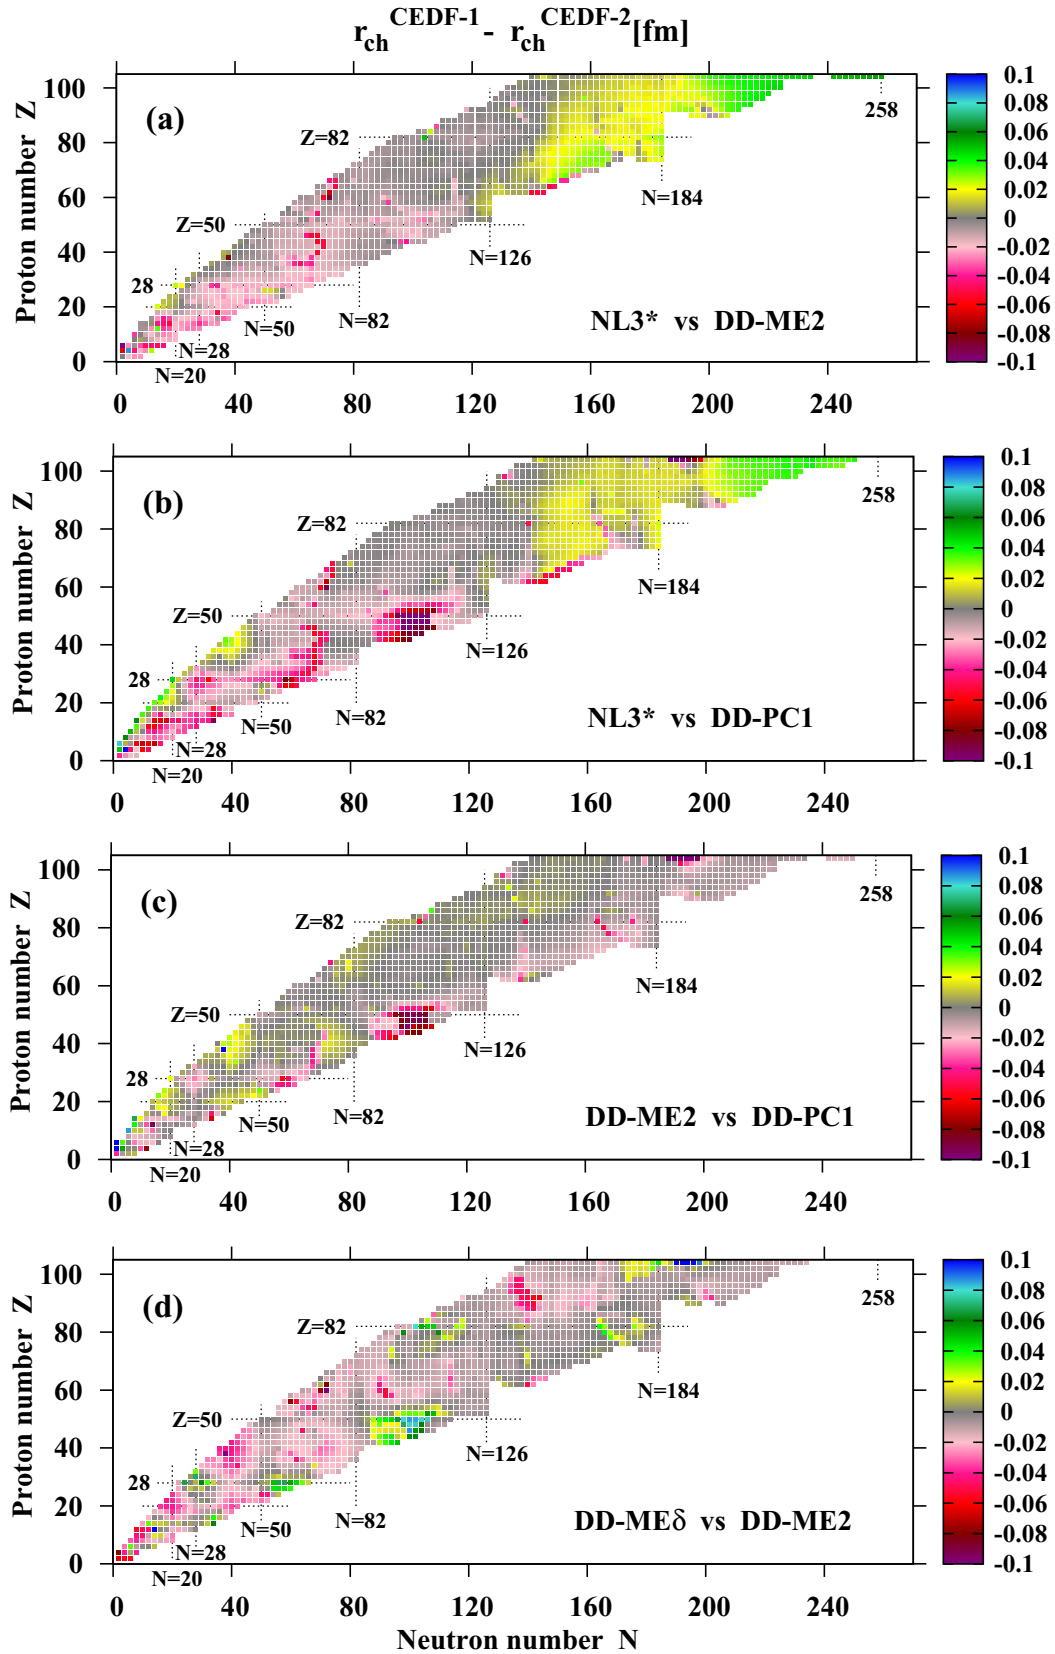 r_ch^CEDF-1 - r_ch^CEDF-2 [fm]
(a)
Proton number Z
100
80
60
40
20
0
Z=82
Z=50
28
N=20
N=28
N=50
N=82
N=126
N=184
258
NL3* vs DD-ME2
0 40 80 120 160 200 240
0.1
0.08
0.06
0.04
0.02
0
-0.02
-0.04
-0.06
-0.08
-0.1
(b)
Proton number Z
100
80
60
40
20
0
Z=82
Z=50
28
N=20
N=28
N=50
N=82
N=126
N=184
258
NL3* vs DD-PC1
0 40 80 120 160 200 240
0.1
0.08
0.06
0.04
0.02
0
-0.02
-0.04
-0.06
-0.08
-0.1
(c)
Proton number Z
100
80
60
40
20
0
Z=82
Z=50
28
N=20
N=28
N=50
N=82
N=126
N=184
258
DD-ME2 vs DD-PC1
0 40 80 120 160 200 240
0.1
0.08
0.06
0.04
0.02
0
-0.02
-0.04
-0.06
-0.08
-0.1
(d)
Proton number Z
100
80
60
40
20
0
Z=82
Z=50
28
N=20
N=28
N=50
N=82
N=126
N=184
258
DD-MEδ vs DD-ME2
0 40 80 120 160 200 240
Neutron number N
0.1
0.08
0.06
0.04
0.02
0
-0.02
-0.04
-0.06
-0.08
-0.1